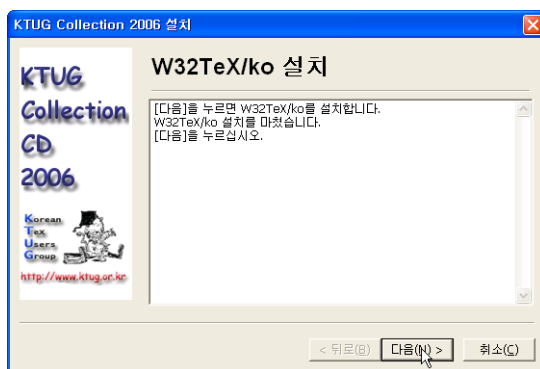 KTUG Collection 2006 설치
KTUG
Collection
CD
2006
Korean
TeX
Users
Group
http://www.ktug.or.kr
W32TeX/ko 설치
[다음]을 누르면 W32TeX/ko를 설치합니다.
W32TeX/ko 설치를 마쳤습니다.
[다음]을 누르십시오.
< 뒤로(B)
다음(N) >
취소(C)